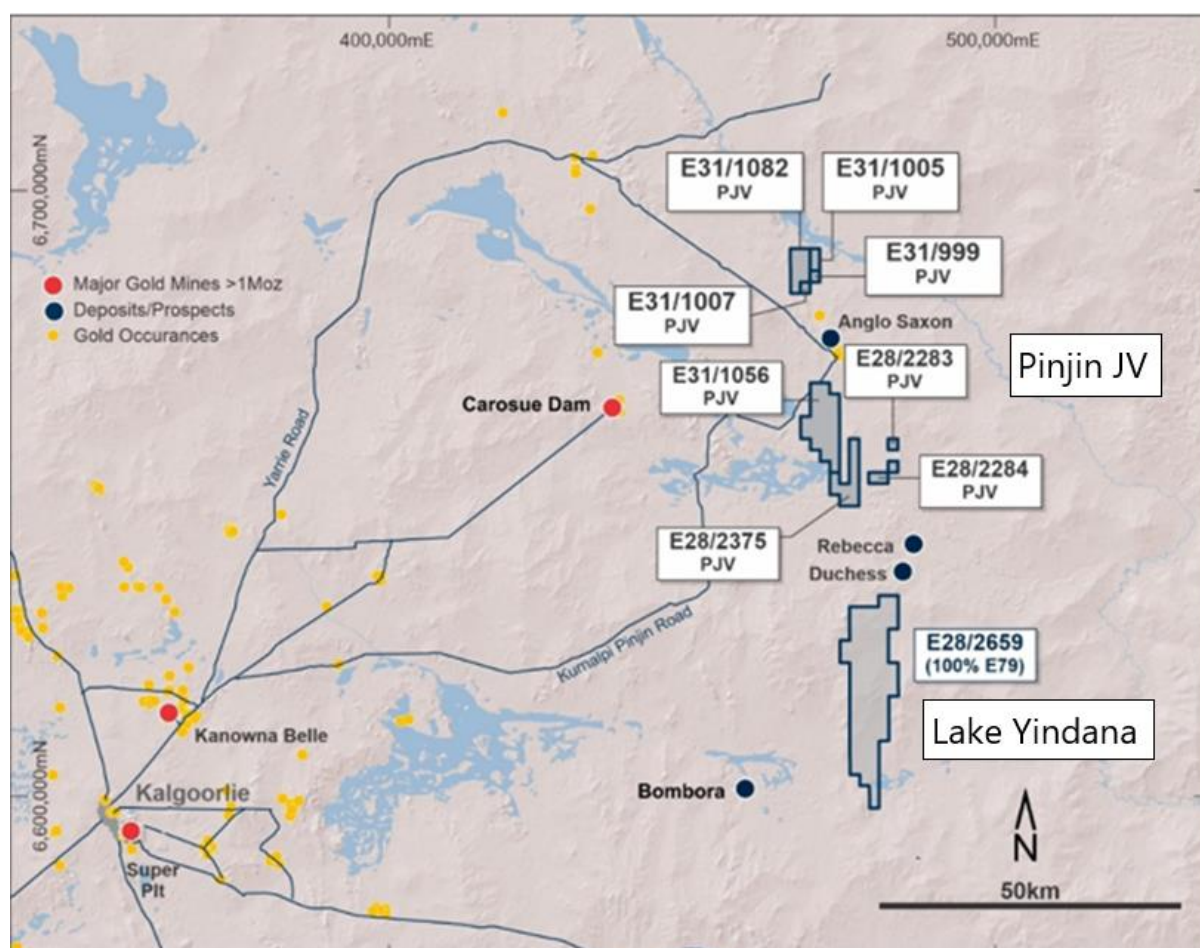 400,000mE
500,000mE
6,700,000mN
E31/1082
PJV
E31/1005
PJV
E31/999
PJV
Major Gold Mines >1Moz
Deposits/Prospects
Gold Occurances
E31/1007
PJV
Anglo Saxon
E28/2283
PJV
Pinjin JV
E31/1056
PJV
Carosue Dam
Yarrie Road
E28/2284
PJV
E28/2375
PJV
Rebecca
Duchess
Kurnalpi Pinjin Road
E28/2659
(100% E79)
Kanowna Belle
Lake Yindana
6,600,000mN
Kalgoorlie
Bombora
N
Super
Pit
50km